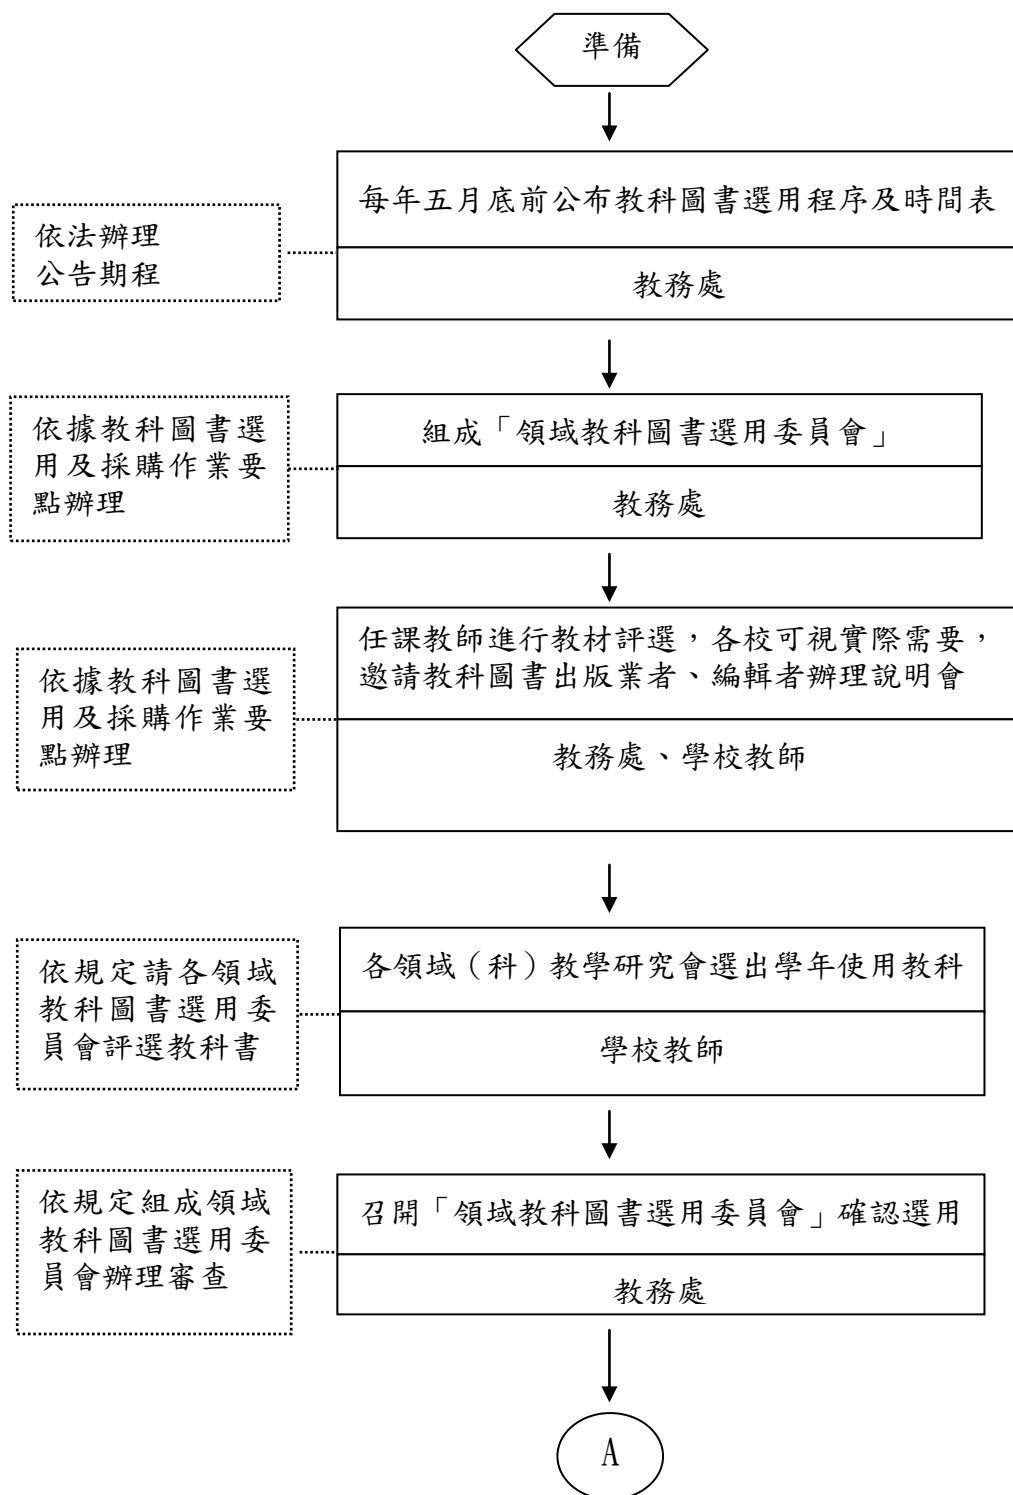 準備
每年五月底前公布教科圖書選用程序及時間表
教務處
依法辦理
公告期程
組成「領域教科圖書選用委員會」
教務處
依據教科圖書選
用及採購作業要
點辦理
任課教師進行教材評選，各校可視實際需要，
邀請教科圖書出版業者、編輯者辦理說明會
教務處、學校教師
依據教科圖書選
用及採購作業要
點辦理
各領域（科）教學研究會選出學年使用教科
學校教師
依規定請各領域
教科圖書選用委
員會評選教科書
召開「領域教科圖書選用委員會」確認選用
教務處
依規定組成領域
教科圖書選用委
員會辦理審查
A